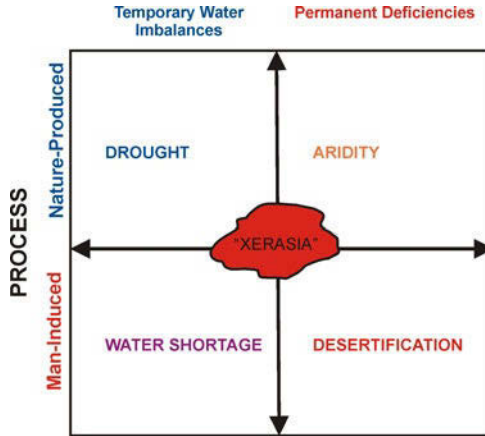 Temporary Water
Imbalances
Permanent Deficiencies
PROCESS
Nature-Produced
Man-Induced
DROUGHT
ARIDITY
"XERASIA"
WATER SHORTAGE
DESERTIFICATION